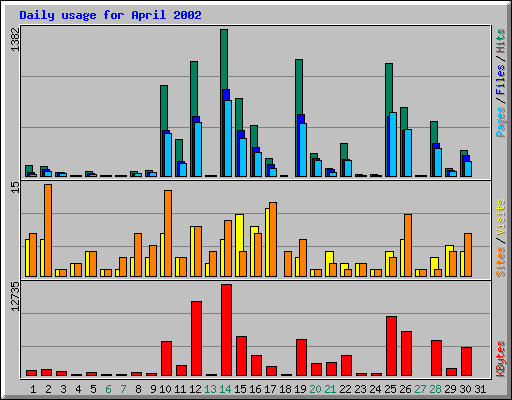 Daily usage for April 2002
1382
Pages / Files / Hits
15
Sites / Visits
12735
KBytes
1 2 3 4 5 6 7 8 9 10 11 12 13 14 15 16 17 18 19 20 21 22 23 24 25 26 27 28 29 30 31